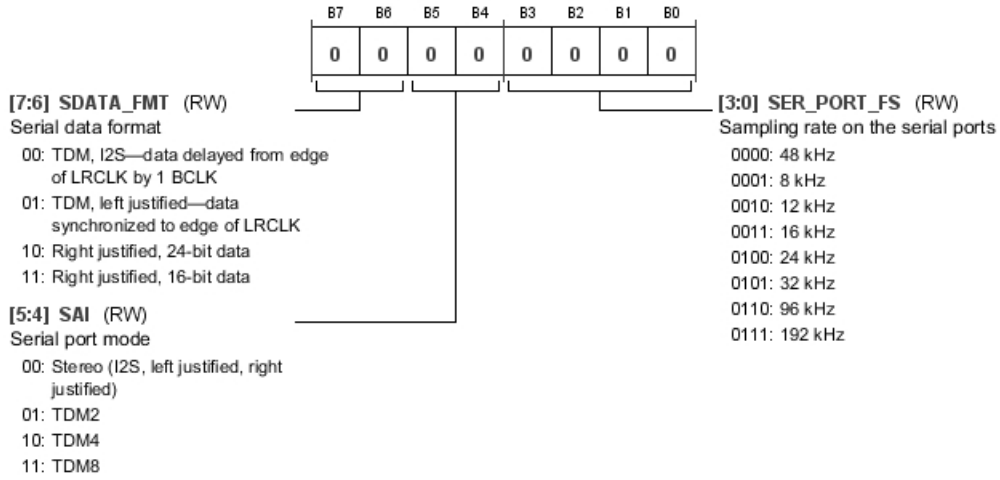 B7 B6 B5 B4 B3 B2 B1 B0
0 0 0 0 0 0 0 0
[7:6] SDATA_FMT (RW)
Serial data format
00: TDM, I2S—data delayed from edge
of LRCLK by 1 BCLK
01: TDM, left justified—data
synchronized to edge of LRCLK
10: Right justified, 24-bit data
11: Right justified, 16-bit data
[5:4] SAI (RW)
Serial port mode
00: Stereo (I2S, left justified, right
justified)
01: TDM2
10: TDM4
11: TDM8
[3:0] SER_PORT_FS (RW)
Sampling rate on the serial ports
0000: 48 kHz
0001: 8 kHz
0010: 12 kHz
0011: 16 kHz
0100: 24 kHz
0101: 32 kHz
0110: 96 kHz
0111: 192 kHz